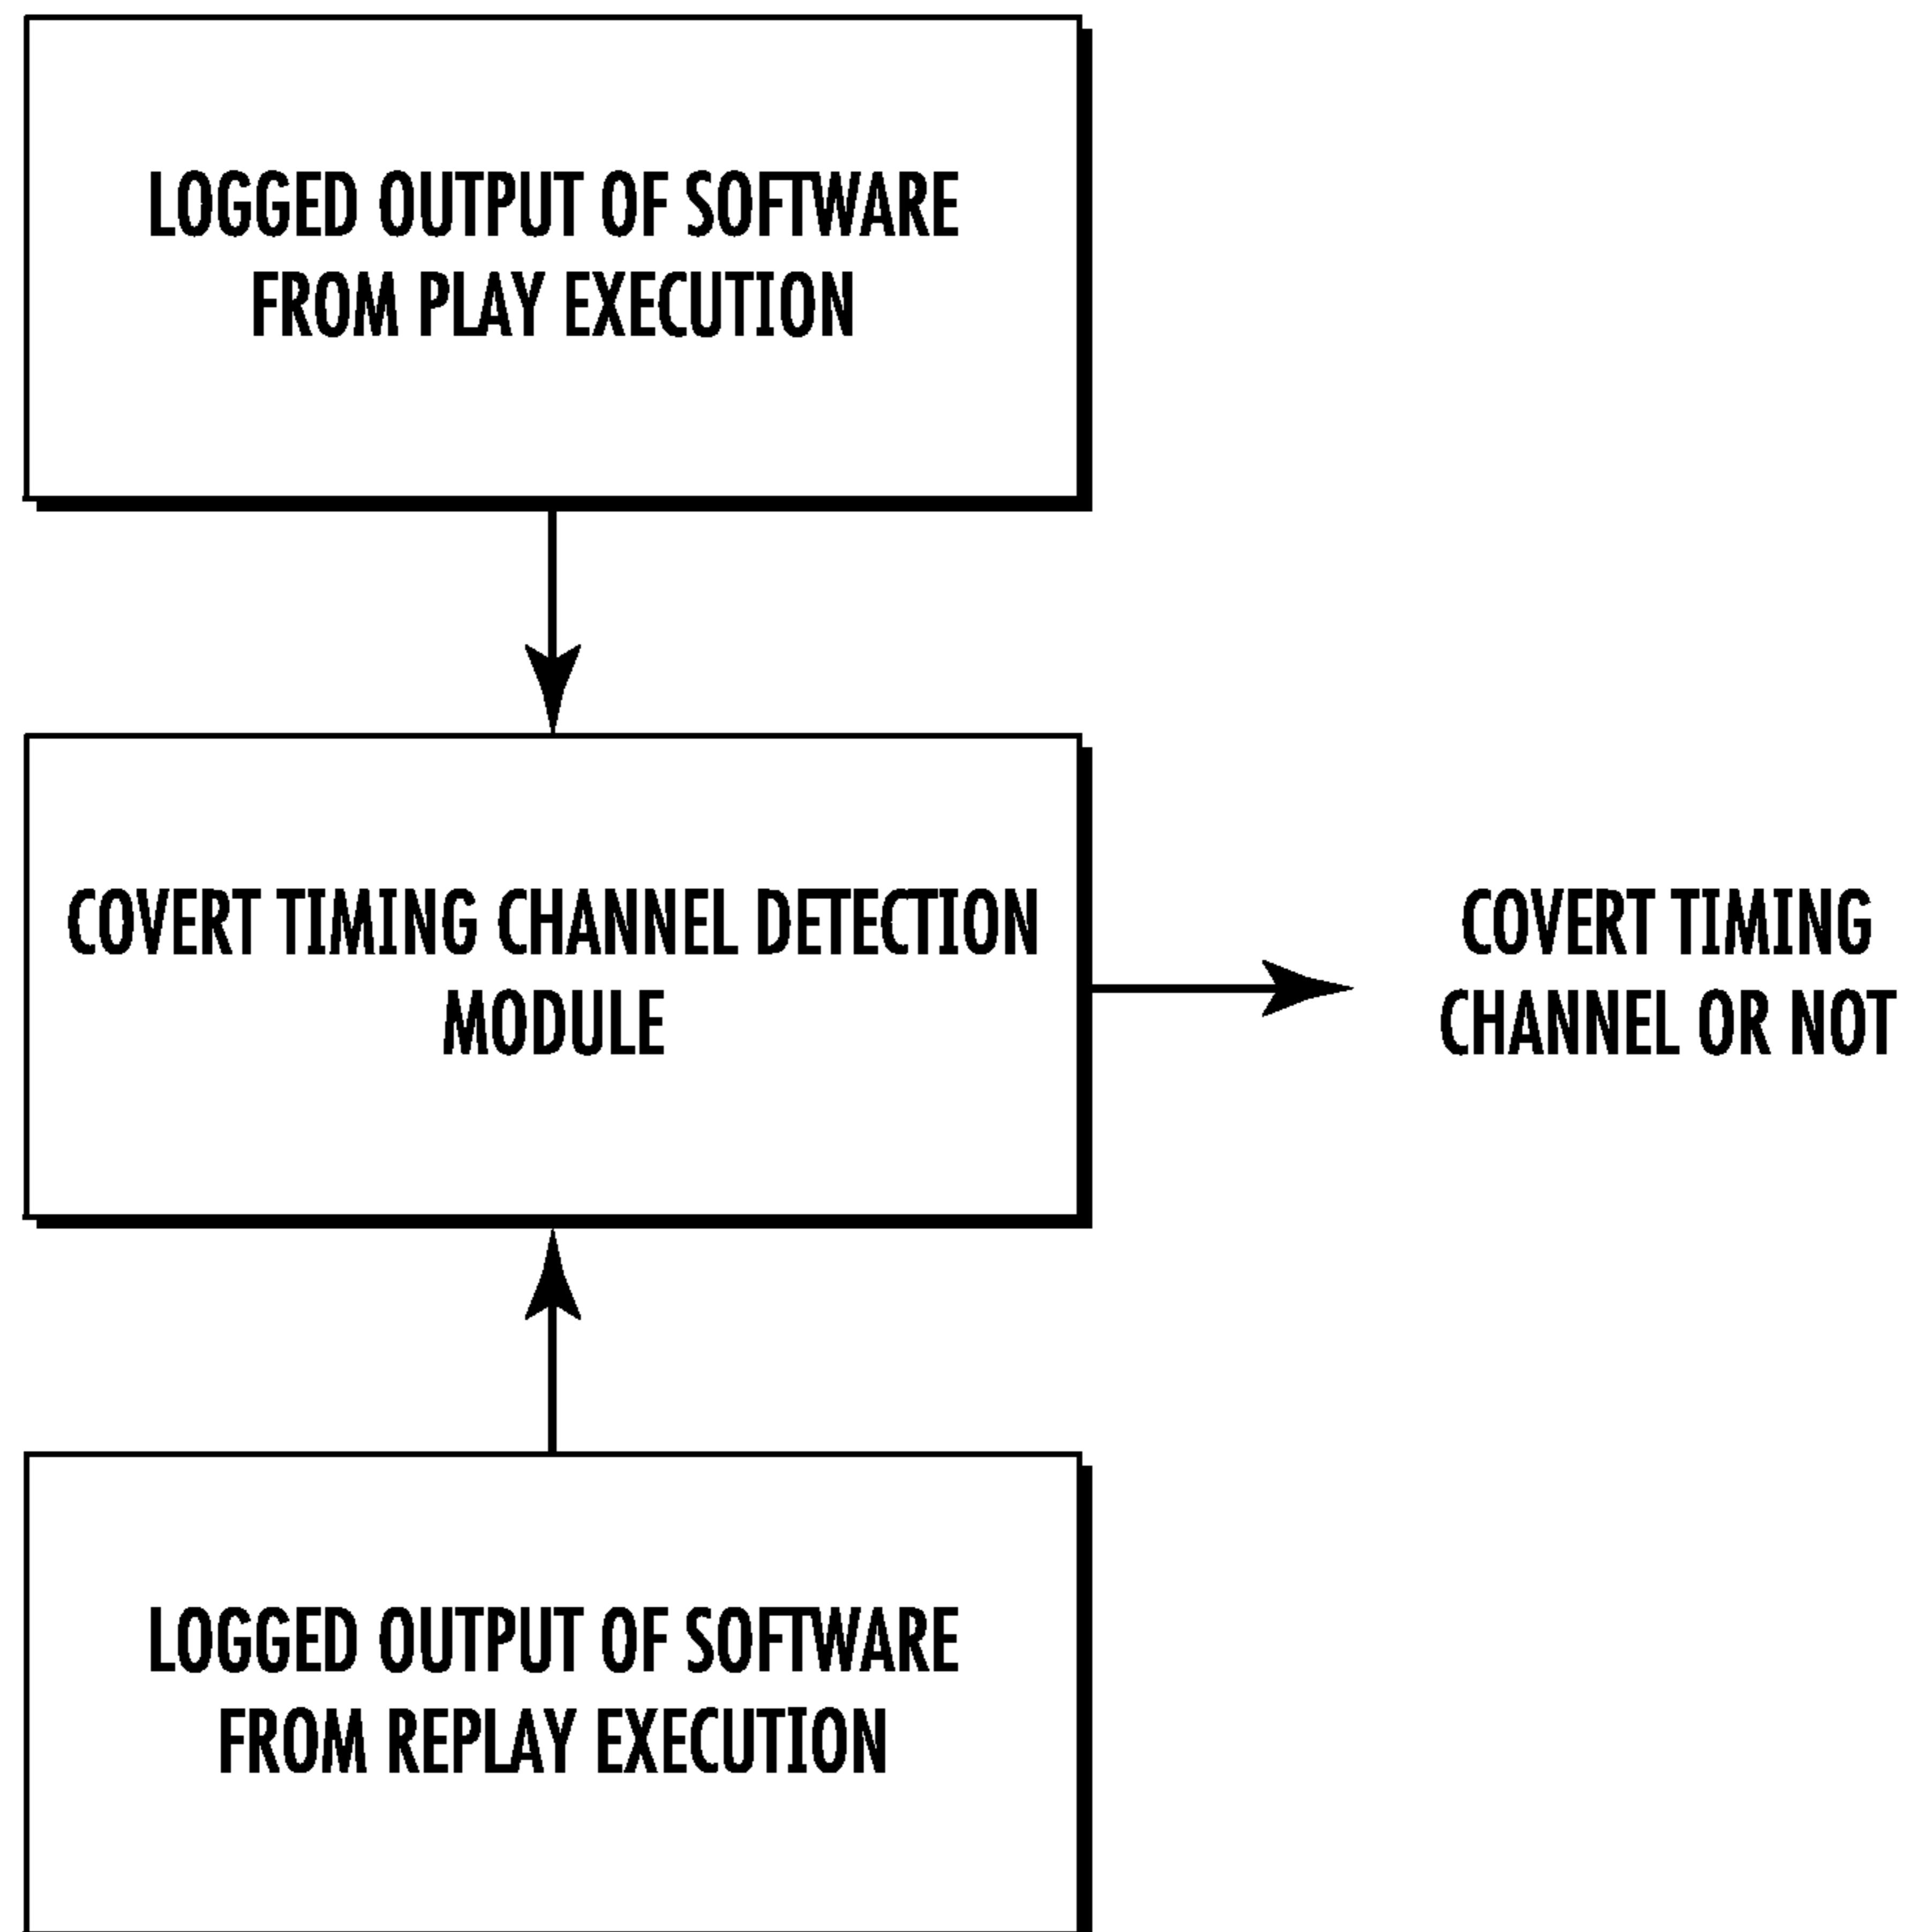 LOGGED OUTPUT OF SOFTWARE
FROM PLAY EXECUTION
COVERT TIMING CHANNEL DETECTION
MODULE
COVERT TIMING
CHANNEL OR NOT
LOGGED OUTPUT OF SOFTWARE
FROM REPLAY EXECUTION